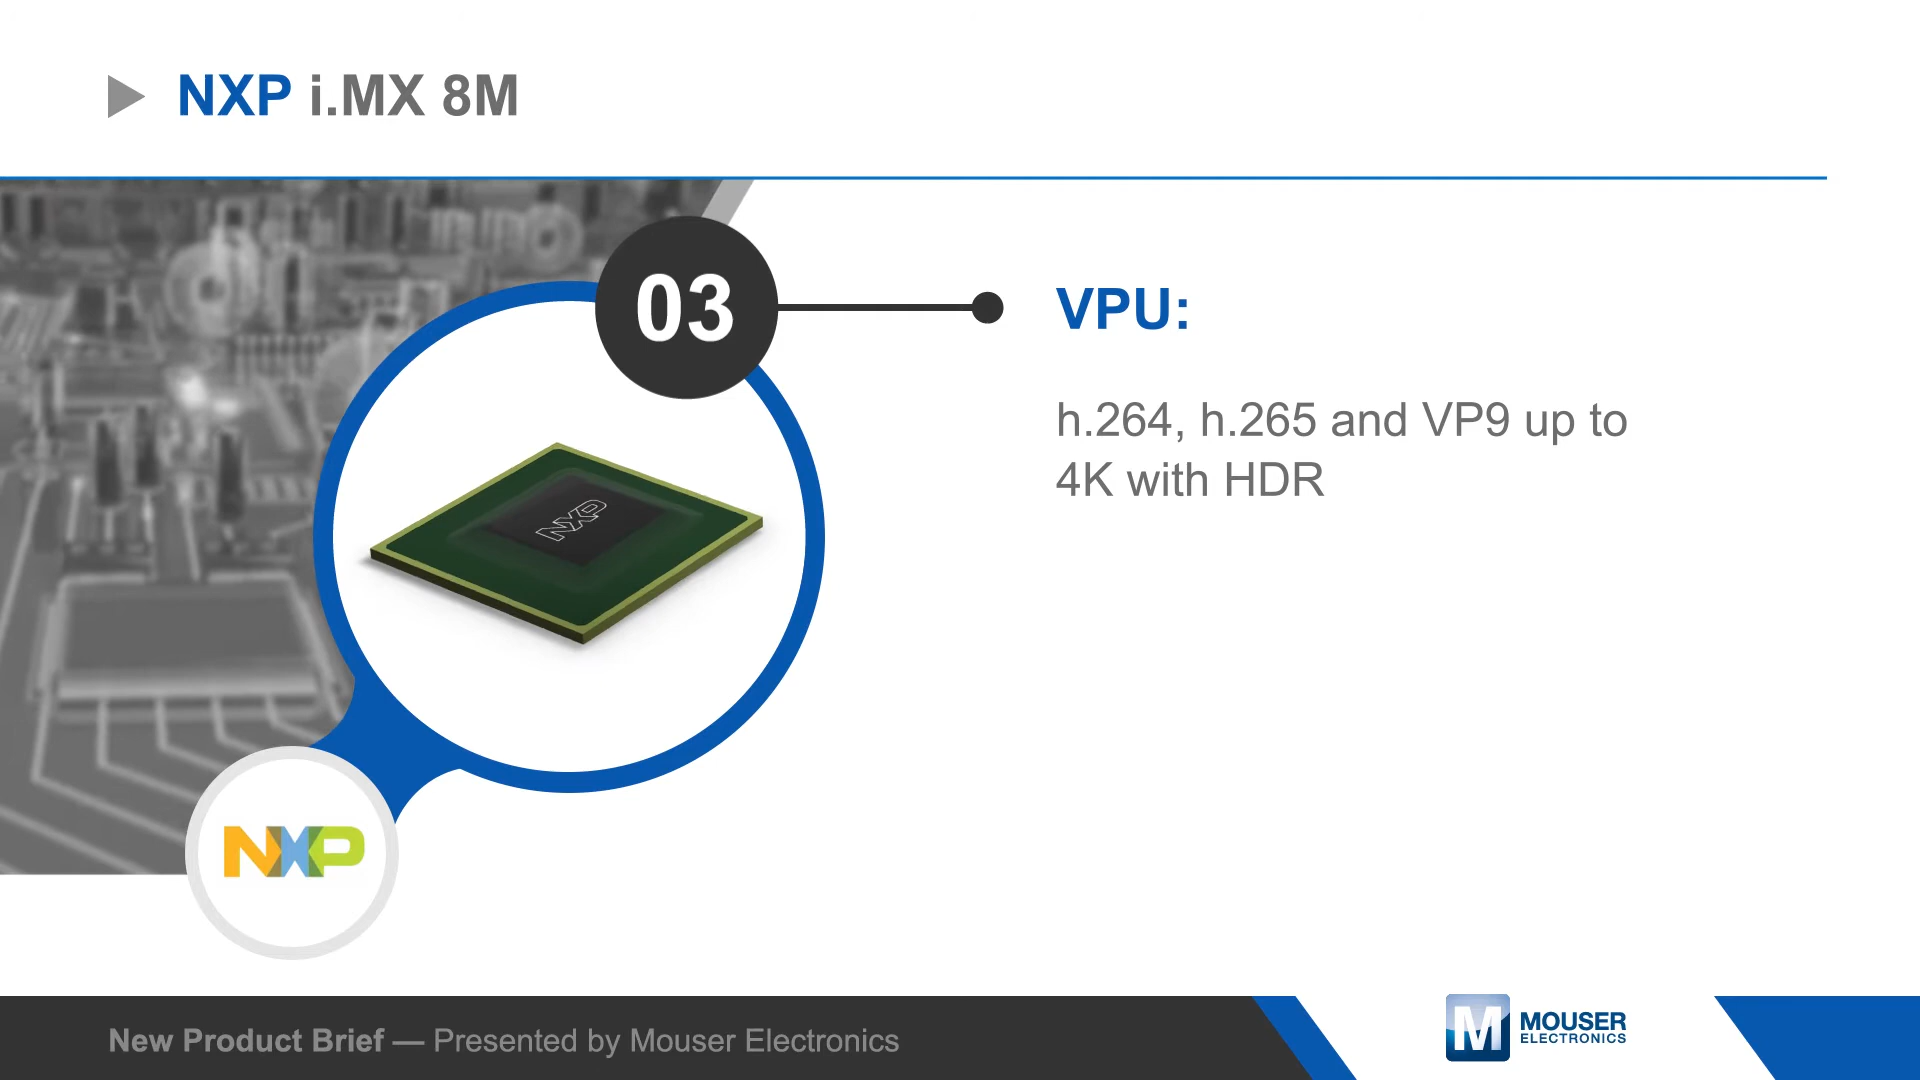 NXP i.MX 8M
03
VPU:
h.264, h.265 and VP9 up to
4K with HDR
NXP
NXP
New Product Brief — Presented by Mouser Electronics
M
MOUSER
ELECTRONICS